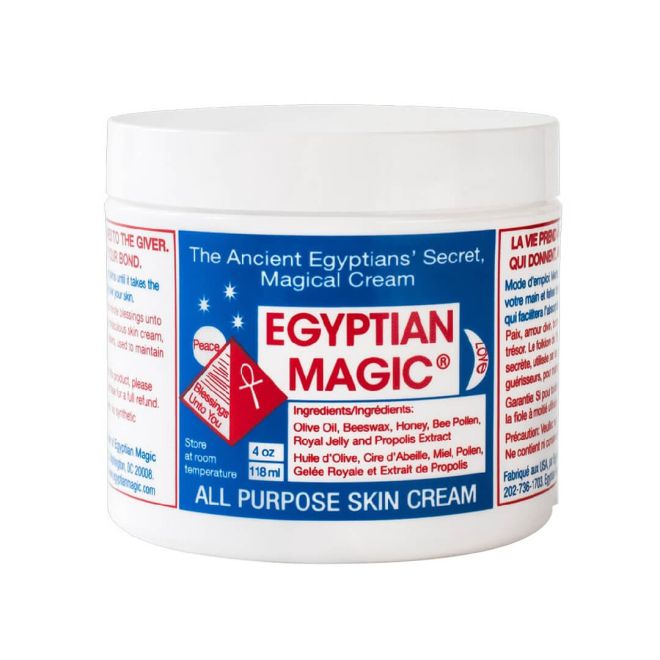 The Ancient Egyptians' Secret,
Magical Cream
EGYPTIAN
MAGIC®
Peace
LOVE
Blessings
Unto You
Ingredients/Ingrédients:
Olive Oil, Beeswax, Honey, Bee Pollen,
Royal Jelly and Propolis Extract
Huile d'Olive, Cire d'Abeille, Miel, Pollen,
Gelée Royale et Extrait de Propolis
Store
at room
temperature
4 oz
118 ml
ALL PURPOSE SKIN CREAM
TO THE GIVER.
YOUR BOND.
until it takes the
your skin.
blessings unto
skin cream,
used to maintain
product, please
for a full refund.
synthetic
of Egyptian Magic
DC 20008.
LA VIE PREND
QUI DONNENT,
Mode d'emploi
votre main et
qui facilitera
Paix, amour
trésor. Le
secrète, utilisée
guérisseurs, pour
Garantie Si
la fiole à moitié
Précaution:
Ne contient ni
Fabriqué aux USA,
202-736-1703.